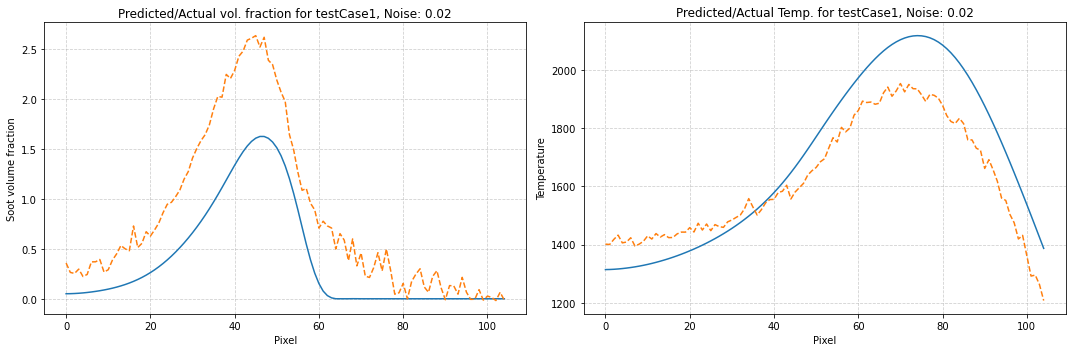 Predicted/Actual vol. fraction for testCase1, Noise: 0.02
Soot volume fraction
2.5
2.0
1.5
1.0
0.5
0.0
0 20 40 60 80 100
Pixel
Predicted/Actual Temp. for testCase1, Noise: 0.02
Temperature
2000
1800
1600
1400
1200
0 20 40 60 80 100
Pixel